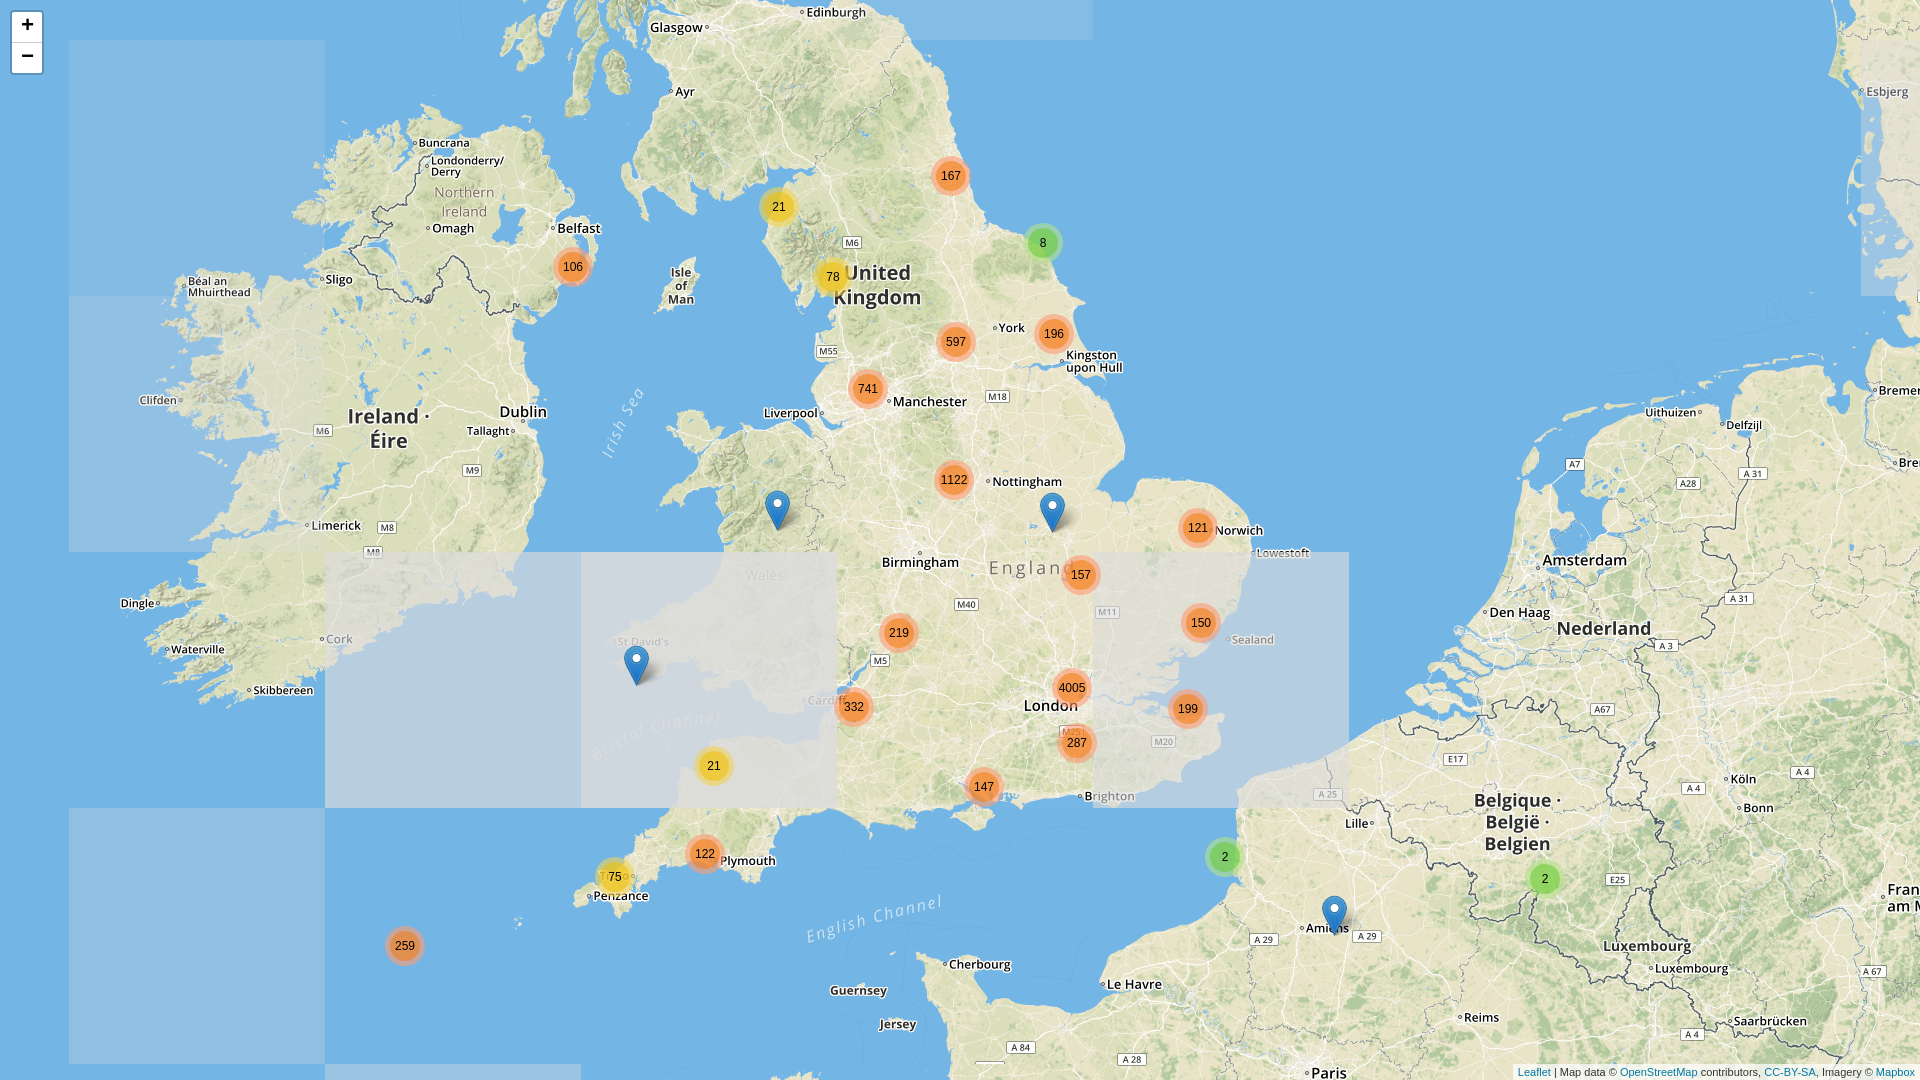 +
−
Edinburgh
Glasgow
Ayr
Esbjerg
Buncrana
Londonderry/
Derry
Northern
Ireland
Omagh
Belfast
106
167
21
8
M6
78
United
Kingdom
Isle
of
Man
Béal an
Mhuirthead
Sligo
597
York
196
Kingston
upon Hull
M55
741
Manchester
M18
Liverpool
Clifden
Ireland ·
Éire
Dublin
Tallaght
M6
M9
Irish Sea
Uithuizen
Delfzijl
A7
A 31
A28
1122
Nottingham
Limerick
M8
M8
121
Norwich
Lowestoft
Birmingham
England
157
Wales
Amsterdam
Dingle
M40
M11
Den Haag
A 31
Nederland
A 3
150
Sealand
219
Cork
St David's
Waterville
M5
Skibbereen
4005
London
Cardiff
332
199
A67
M25
287
M20
Bristol Channel
E17
21
147
Brighton
A 25
Köln
A 4
A 4
Bonn
Belgique ·
België ·
Belgien
Lille
122
Plymouth
2
75
Penzance
2
E25
English Channel
259
Amiens
A 29
A 29
Luxembourg
Luxembourg
A 67
Cherbourg
Le Havre
Guernsey
Jersey
Reims
Saarbrücken
A 4
A 84
A 28
Paris
Leaflet | Map data © OpenStreetMap contributors, CC-BY-SA, Imagery © Mapbox